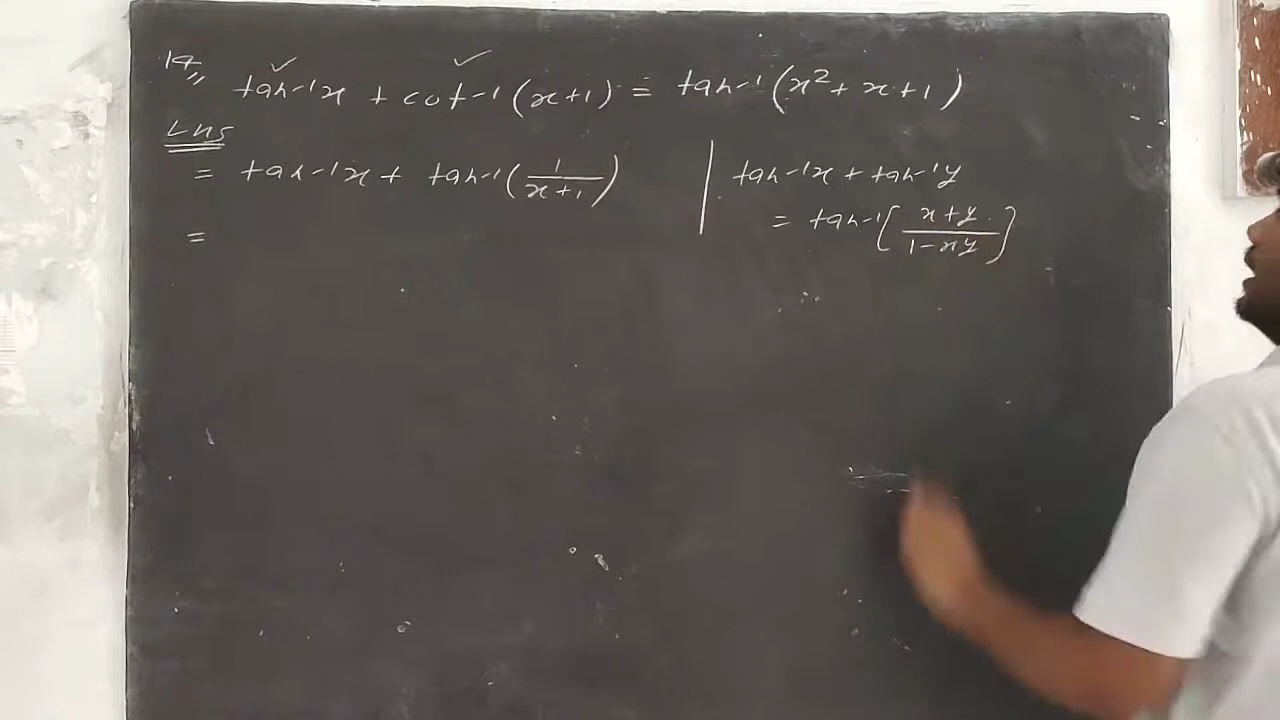 14,, tan-1x + cot-1(x+1) = tan-1(x²+x+1)
LHS
= tan-1x + tan-1(1/(x+1))
=
tan-1x + tan-1y
= tan-1[(x+y)/(1-xy)]